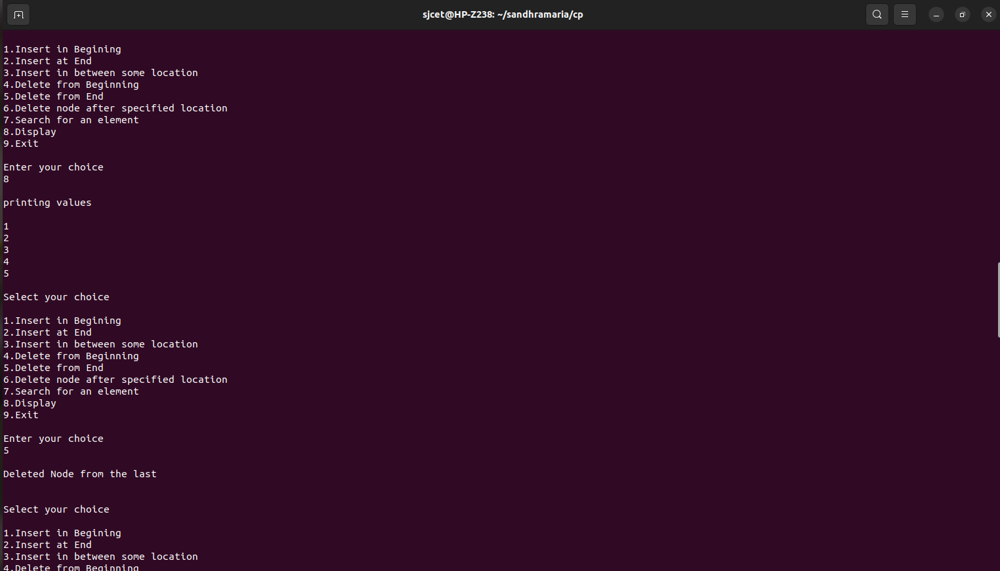 sjcet@HP-Z238: ~/sandhramaria/cp
1.Insert in Begining
2.Insert at End
3.Insert in between some location
4.Delete from Beginning
5.Delete from End
6.Delete node after specified location
7.Search for an element
8.Display
9.Exit
Enter your choice
8
printing values
1
2
3
4
5
Select your choice
1.Insert in Begining
2.Insert at End
3.Insert in between some location
4.Delete from Beginning
5.Delete from End
6.Delete node after specified location
7.Search for an element
8.Display
9.Exit
Enter your choice
5
Deleted Node from the last
Select your choice
1.Insert in Begining
2.Insert at End
3.Insert in between some location
4.Delete from Beginning